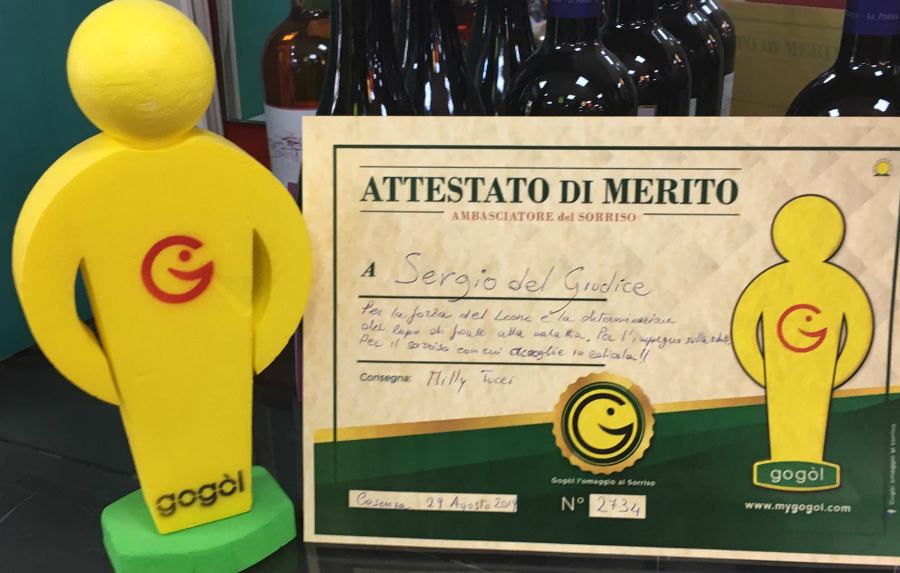 ATTESTATO DI MERITO
AMBASCIATORE del SORRISO
A Sergio del Giudice
Per la forza del Leone e la determinazione
del lupo di fronte alla malattia. Per l'impegno sulla
Per il sorriso con cui accoglie in edicola!!
Consegna: Milly Tucci
Gogòl l'omaggio al Sorriso
Cosenza 29 Agosto 2019
N° 2734
gogòl
www.mygogol.com
gogòl